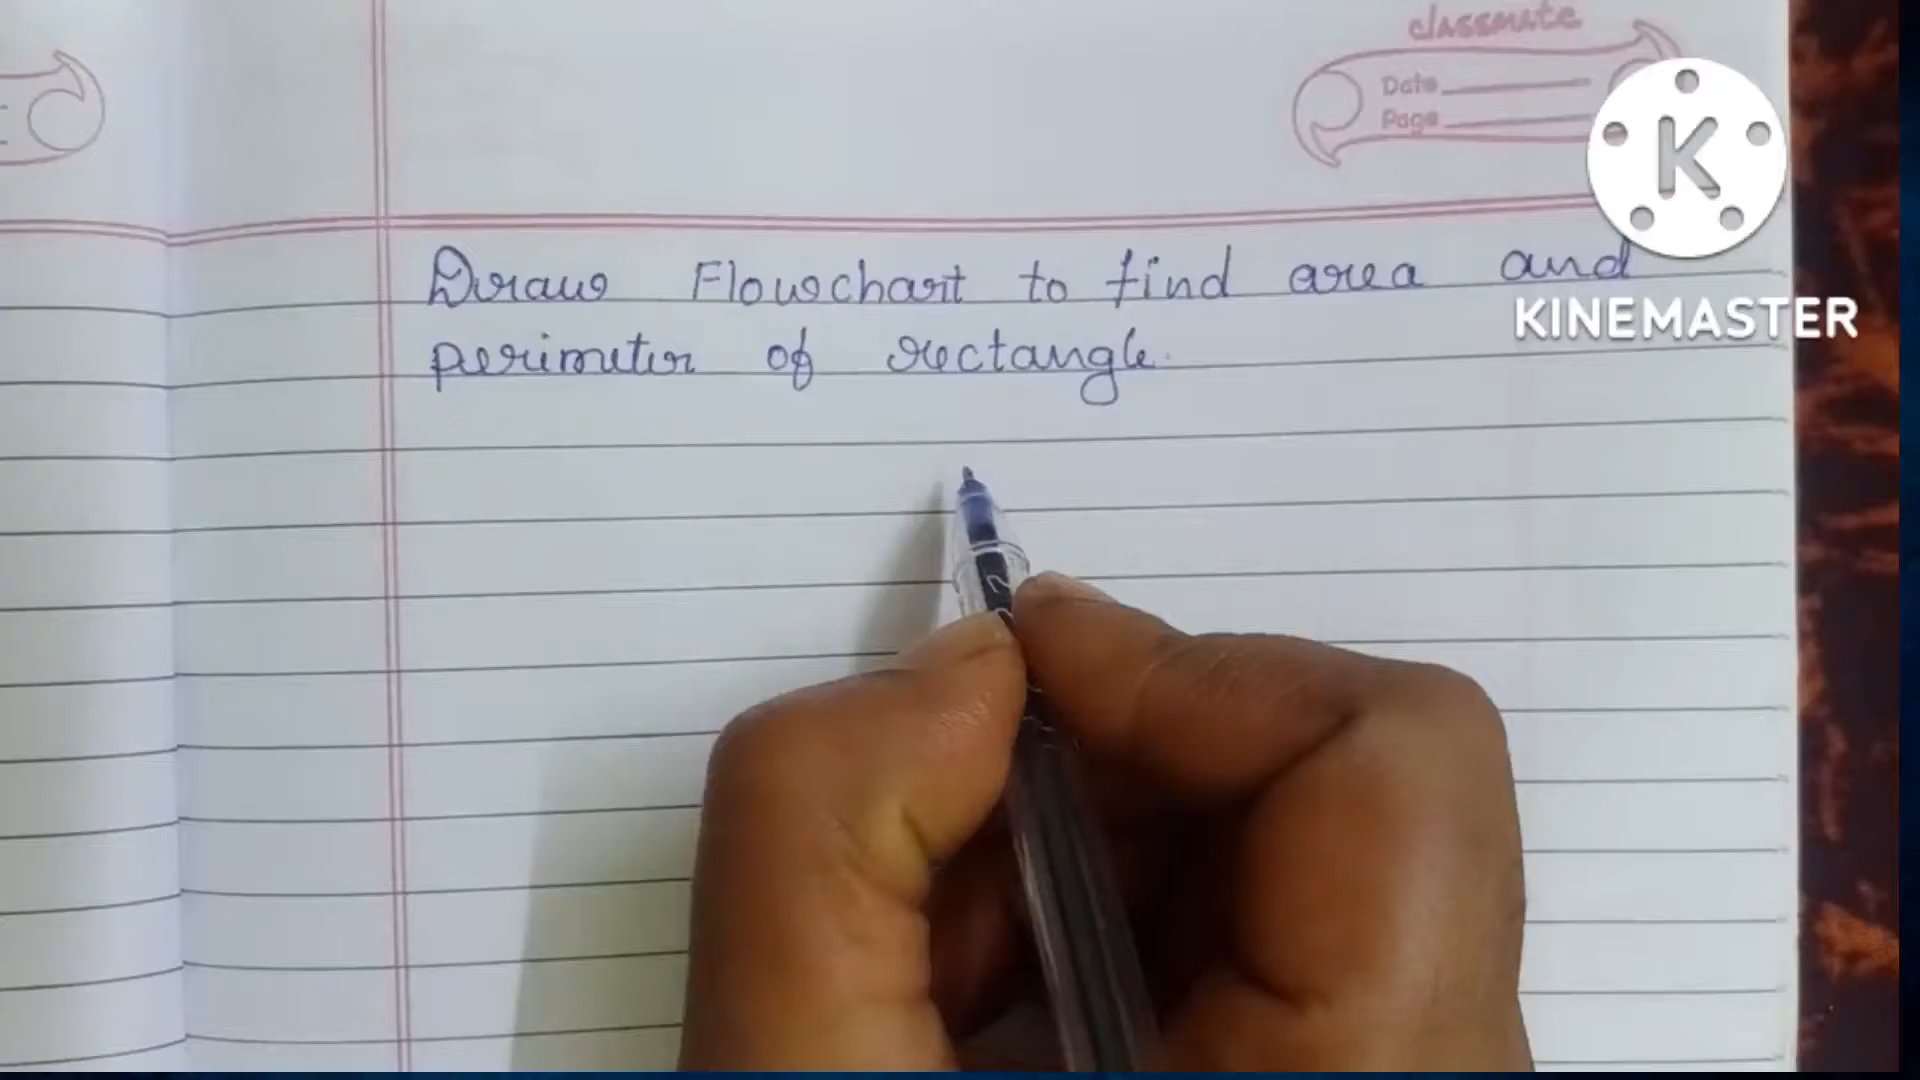 classmate
Date
Page
K
KINEMASTER
Draw Flowchart to find area and
perimeter of rectangle.